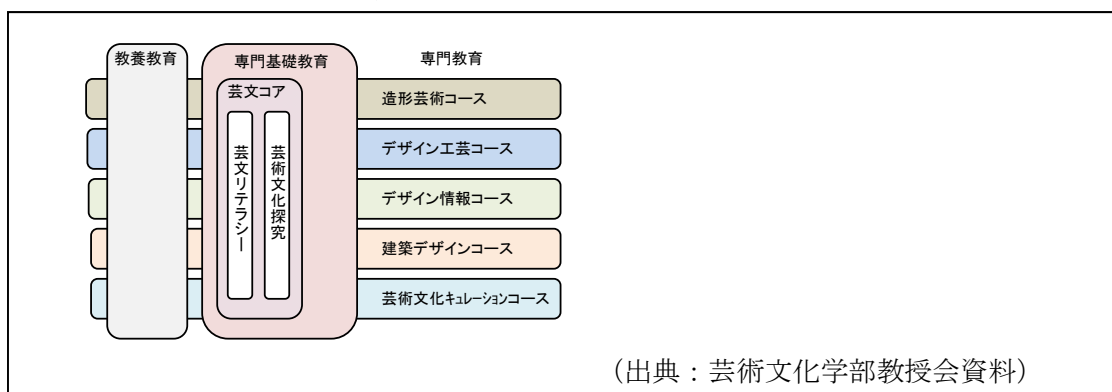 教養教育
専門基礎教育
専門教育
芸文コア
芸文リテラシー
芸術文化探究
造形芸術コース
デザイン工芸コース
デザイン情報コース
建築デザインコース
芸術文化キュレーションコース
（出典：芸術文化学部教授会資料）